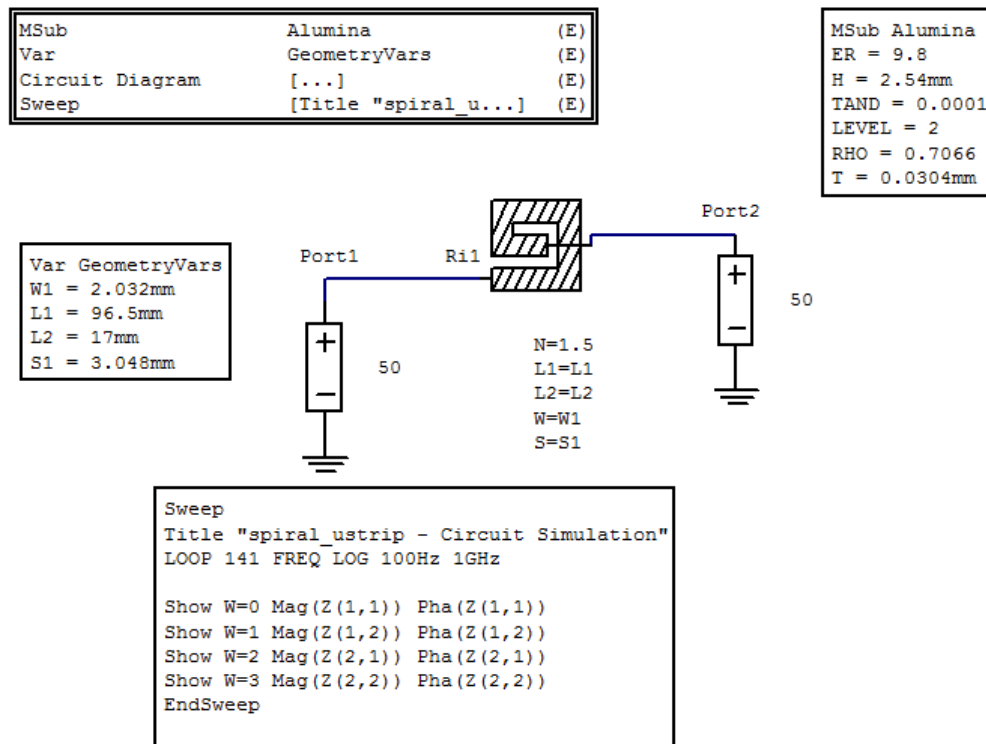 MSub Alumina (E)
Var GeometryVars (E)
Circuit Diagram [...] (E)
Sweep [Title "spiral_u...] (E)
MSub Alumina
ER = 9.8
H = 2.54mm
TAND = 0.0001
LEVEL = 2
RHO = 0.7066
T = 0.0304mm
Var GeometryVars
W1 = 2.032mm
L1 = 96.5mm
L2 = 17mm
S1 = 3.048mm
Port1
+
−
50
Ri1
N=1.5
L1=L1
L2=L2
W=W1
S=S1
Port2
+
−
50
Sweep
Title "spiral_ustrip - Circuit Simulation"
LOOP 141 FREQ LOG 100Hz 1GHz
Show W=0 Mag(Z(1,1)) Pha(Z(1,1))
Show W=1 Mag(Z(1,2)) Pha(Z(1,2))
Show W=2 Mag(Z(2,1)) Pha(Z(2,1))
Show W=3 Mag(Z(2,2)) Pha(Z(2,2))
EndSweep